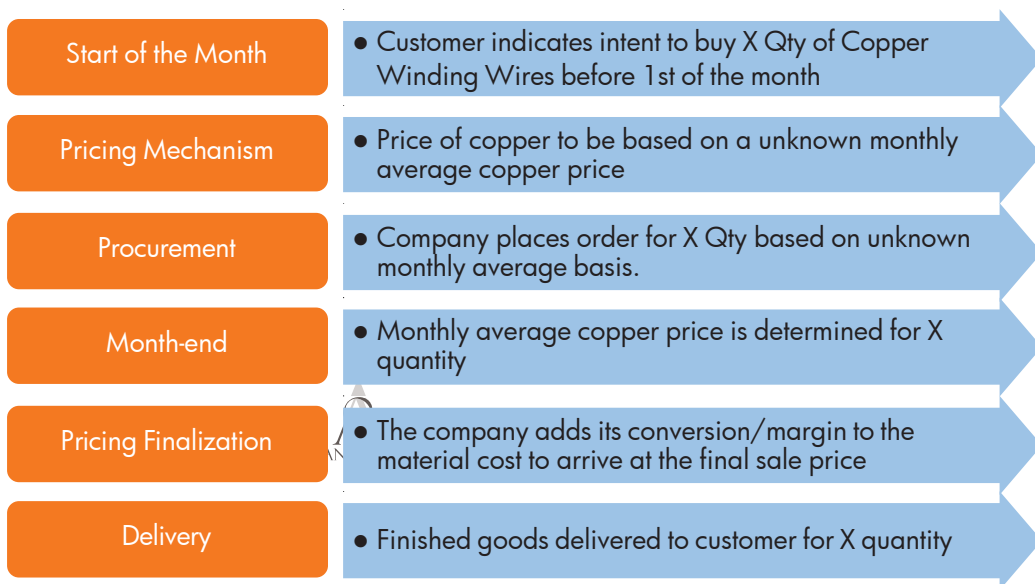 Start of the Month
● Customer indicates intent to buy X Qty of Copper
Winding Wires before 1st of the month
Pricing Mechanism
● Price of copper to be based on a unknown monthly
average copper price
Procurement
● Company places order for X Qty based on unknown
monthly average basis.
Month-end
● Monthly average copper price is determined for X
quantity
Pricing Finalization
● The company adds its conversion/margin to the
material cost to arrive at the final sale price
Delivery
● Finished goods delivered to customer for X quantity